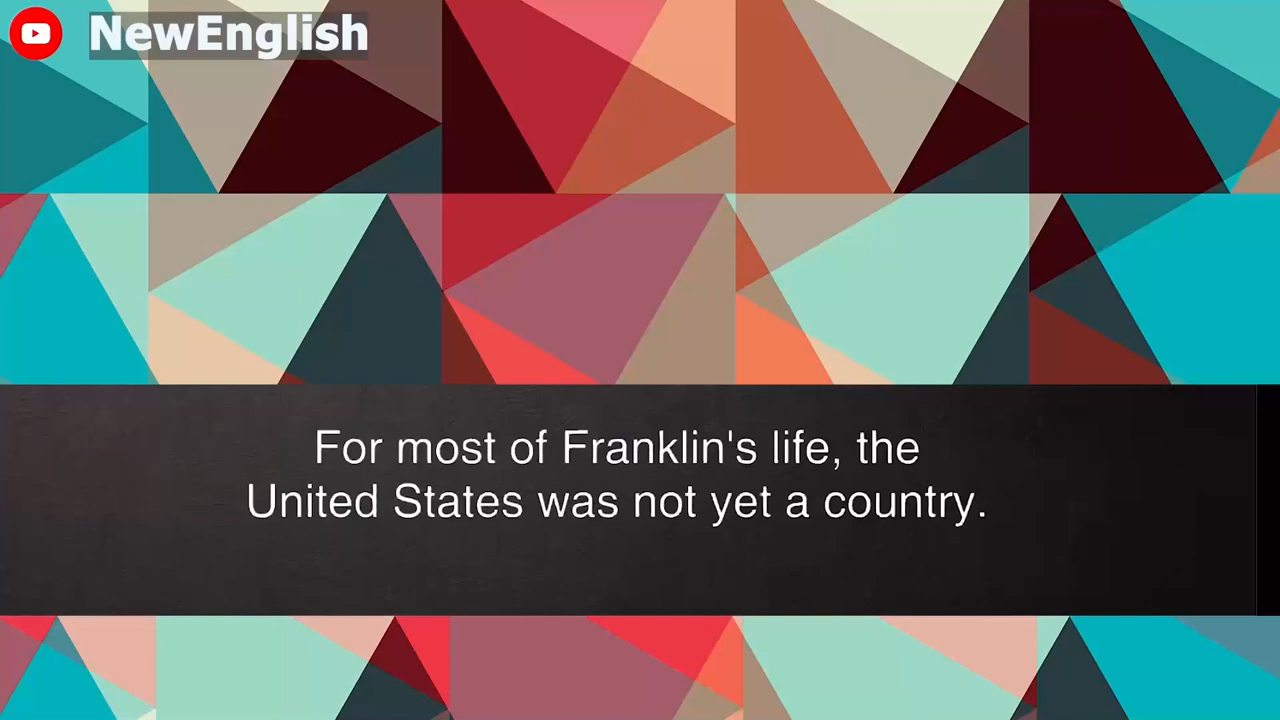 NewEnglish
For most of Franklin's life, the
United States was not yet a country.